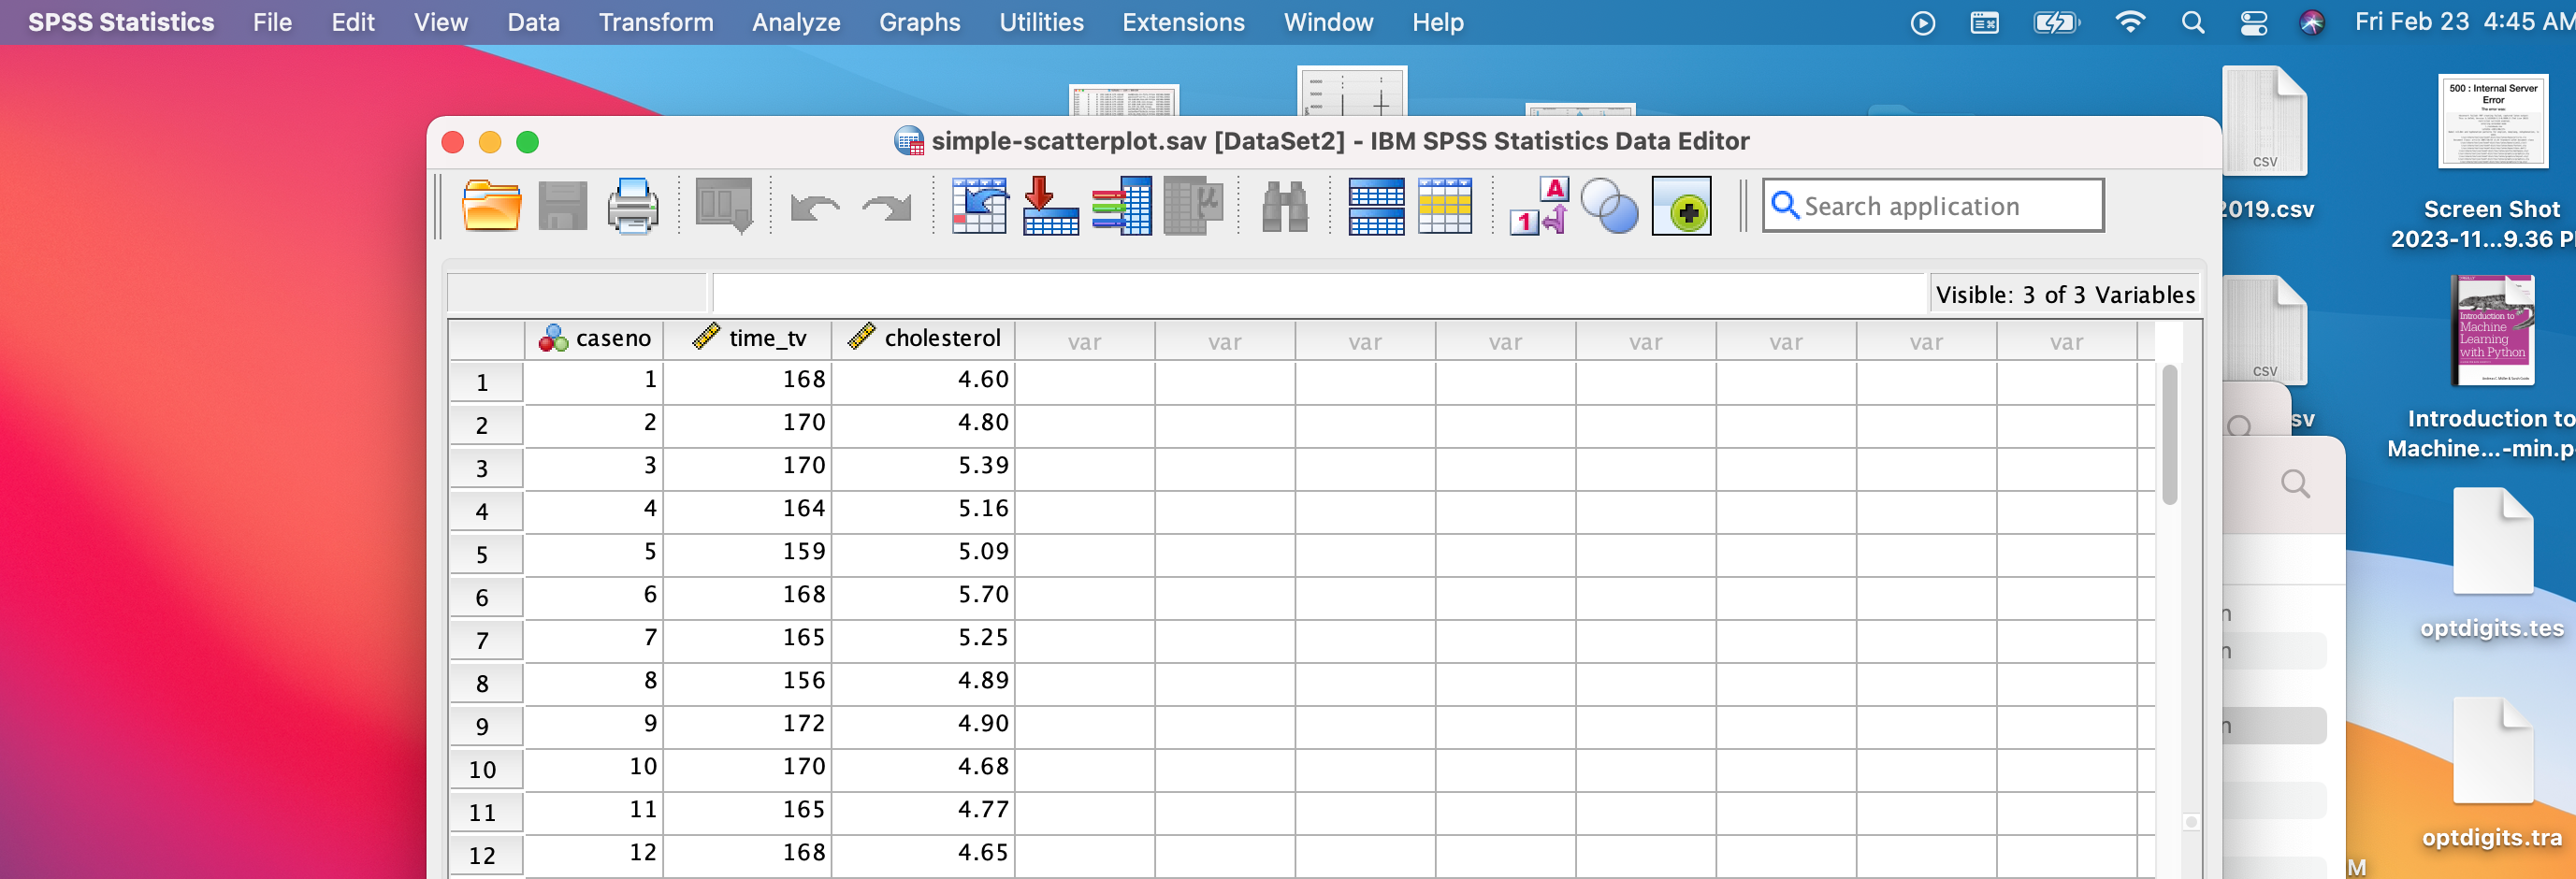 SPSS Statistics File Edit View Data Transform Analyze Graphs Utilities Extensions Window Help Fri Feb 23 4:45 AM
500 : Internal Server
Error
simple-scatterplot.sav [DataSet2] - IBM SPSS Statistics Data Editor
CSV
2019.csv
Screen Shot
2023-11...9.36 P
Search application
Visible: 3 of 3 Variables
caseno time_tv cholesterol var var var var var var var var
1 1 168 4.60
2 2 170 4.80
3 3 170 5.39
4 4 164 5.16
5 5 159 5.09
6 6 168 5.70
7 7 165 5.25
8 8 156 4.89
9 9 172 4.90
10 10 170 4.68
11 11 165 4.77
12 12 168 4.65
Introduction to
Machine
Learning
with Python
CSV
sv
Introduction to
Machine...-min.p
optdigits.tes
n
n
n
optdigits.tra
M